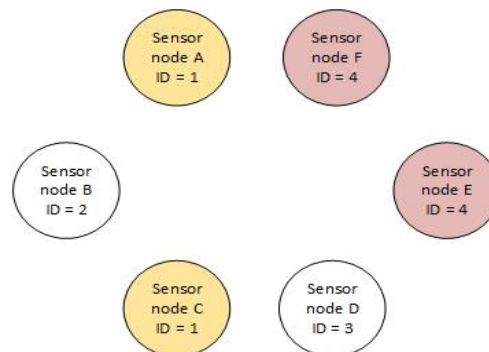 Sensor
node A
ID = 1
Sensor
node F
ID = 4
Sensor
node B
ID = 2
Sensor
node E
ID = 4
Sensor
node C
ID = 1
Sensor
node D
ID = 3